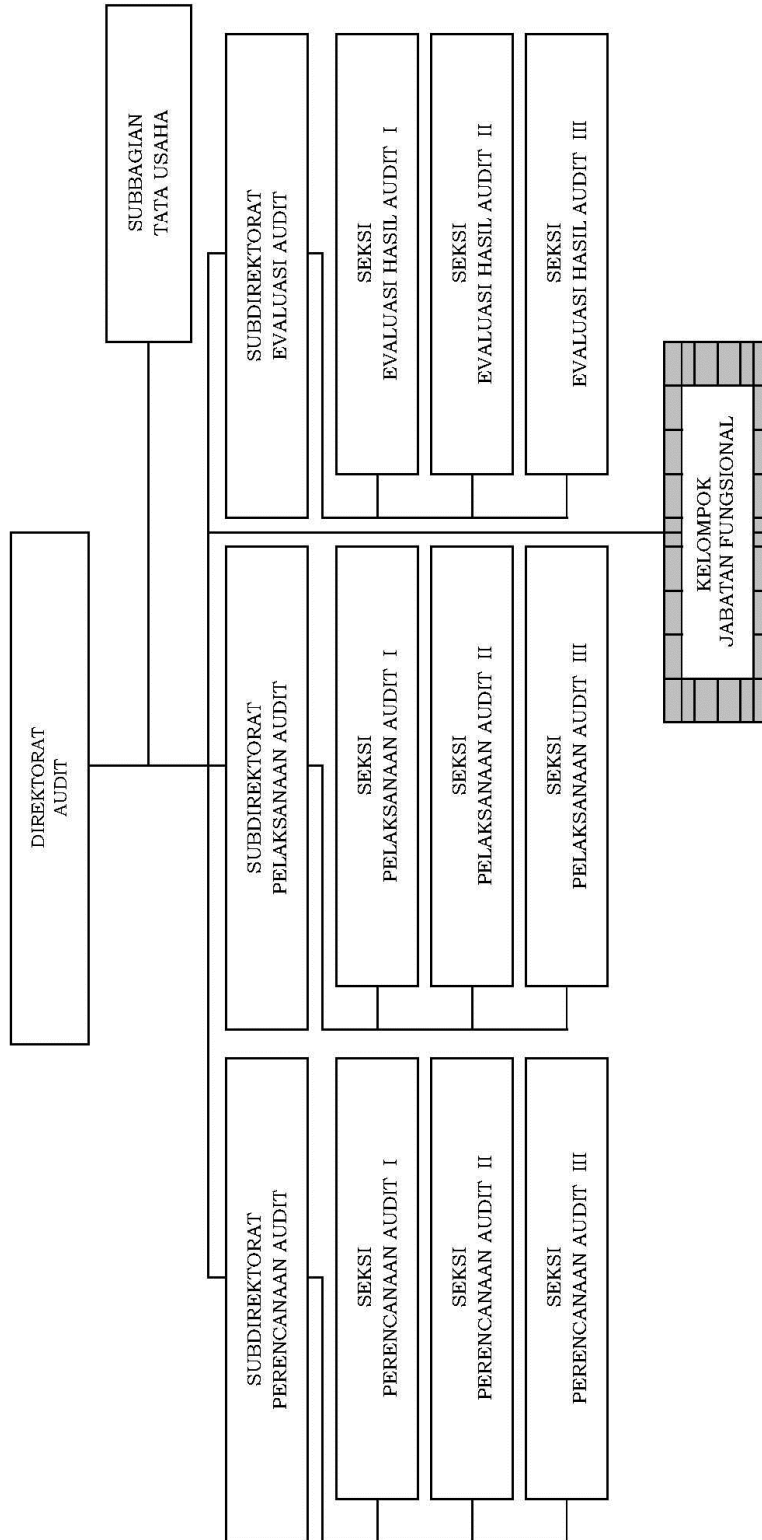 DIREKTORAT
AUDIT
SUBBAGIAN
TATA USAHA
SUBDIREKTORAT
PERENCANAAN AUDIT
SEKSI
PERENCANAAN AUDIT I
SEKSI
PERENCANAAN AUDIT II
SEKSI
PERENCANAAN AUDIT III
SUBDIREKTORAT
PELAKSANAAN AUDIT
SEKSI
PELAKSANAAN AUDIT I
SEKSI
PELAKSANAAN AUDIT II
SEKSI
PELAKSANAAN AUDIT III
SUBDIREKTORAT
EVALUASI AUDIT
SEKSI
EVALUASI HASIL AUDIT I
SEKSI
EVALUASI HASIL AUDIT II
SEKSI
EVALUASI HASIL AUDIT III
KELOMPOK
JABATAN FUNGSIONAL